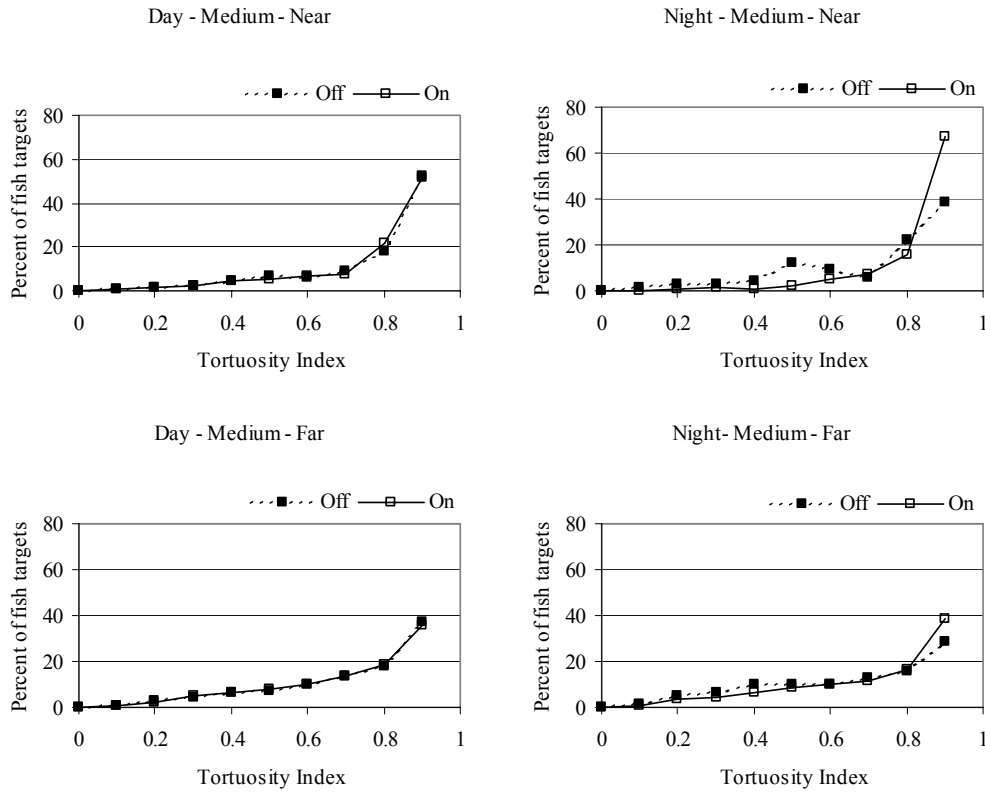 Day - Medium - Near
Off On
Percent of fish targets
80
60
40
20
0
0 0.2 0.4 0.6 0.8 1
Tortuosity Index
Night - Medium - Near
Off On
Percent of fish targets
80
60
40
20
0
0 0.2 0.4 0.6 0.8 1
Tortuosity Index
Day - Medium - Far
Off On
Percent of fish targets
80
60
40
20
0
0 0.2 0.4 0.6 0.8 1
Tortuosity Index
Night- Medium - Far
Off On
Percent of fish targets
80
60
40
20
0
0 0.2 0.4 0.6 0.8 1
Tortuosity Index